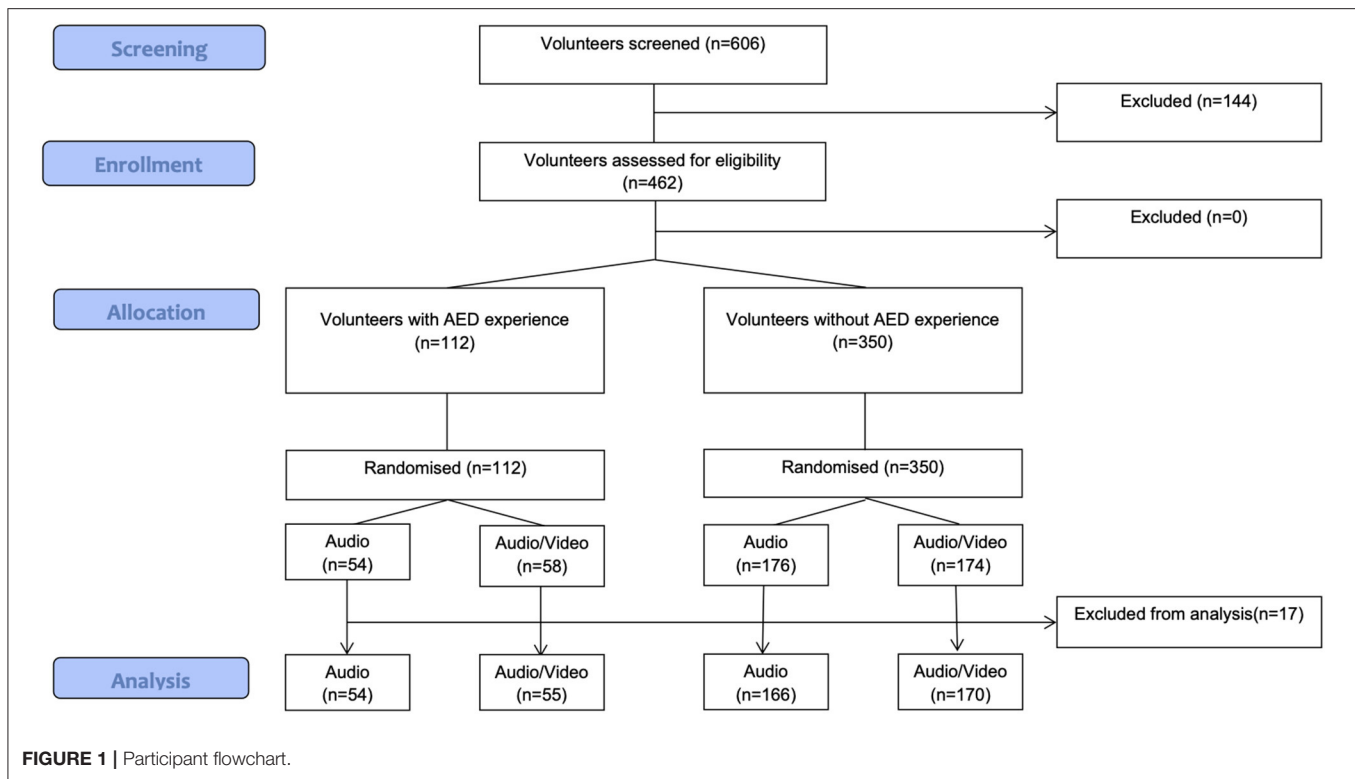 Screening
Volunteers screened (n=606)
Excluded (n=144)
Enrollment
Volunteers assessed for eligibility
(n=462)
Excluded (n=0)
Allocation
Volunteers with AED experience
(n=112)
Volunteers without AED experience
(n=350)
Randomised (n=112)
Randomised (n=350)
Audio
(n=54)
Audio/Video
(n=58)
Audio
(n=176)
Audio/Video
(n=174)
Excluded from analysis(n=17)
Analysis
Audio
(n=54)
Audio/Video
(n=55)
Audio
(n=166)
Audio/Video
(n=170)
FIGURE 1 | Participant flowchart.